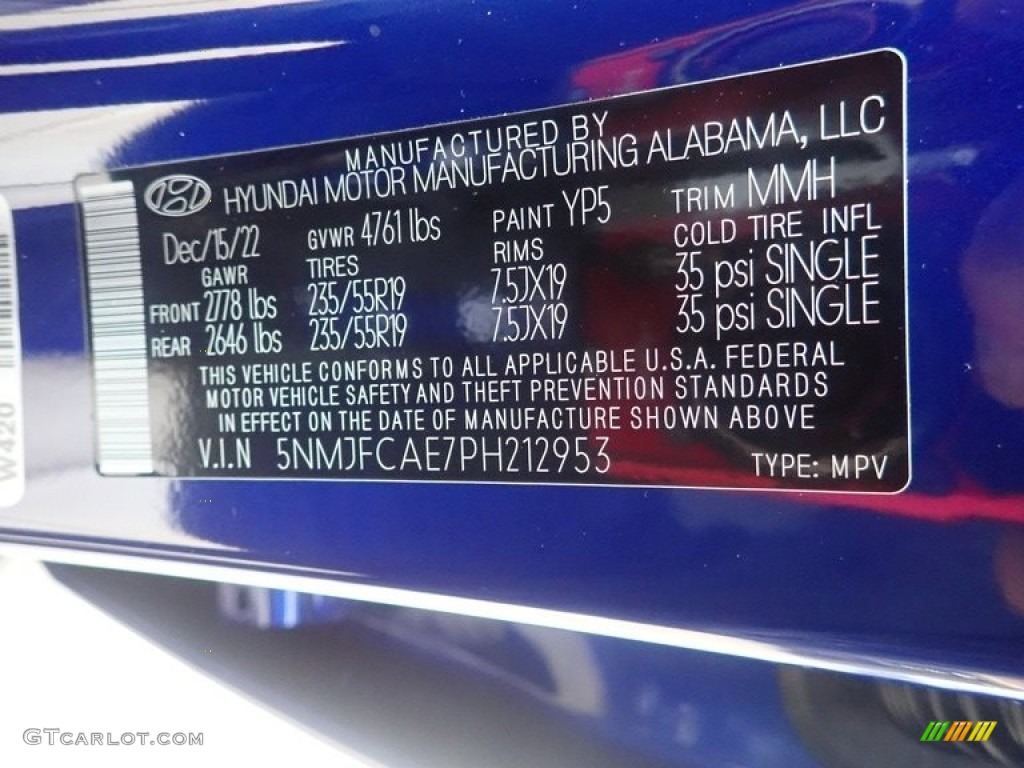 MANUFACTURED BY
HYUNDAI MOTOR MANUFACTURING ALABAMA, LLC
Dec/15/22 GVWR 4761 lbs PAINT YP5 TRIM MMH
GAWR TIRES RIMS COLD TIRE INFL
FRONT 2778 lbs 235/55R19 7.5JX19 35 psi SINGLE
REAR 2646 lbs 235/55R19 7.5JX19 35 psi SINGLE
THIS VEHICLE CONFORMS TO ALL APPLICABLE U.S.A. FEDERAL
MOTOR VEHICLE SAFETY AND THEFT PREVENTION STANDARDS
IN EFFECT ON THE DATE OF MANUFACTURE SHOWN ABOVE
V.I.N 5NMJFCAE7PH212953 TYPE: MPV
W420
GTCarlot.com